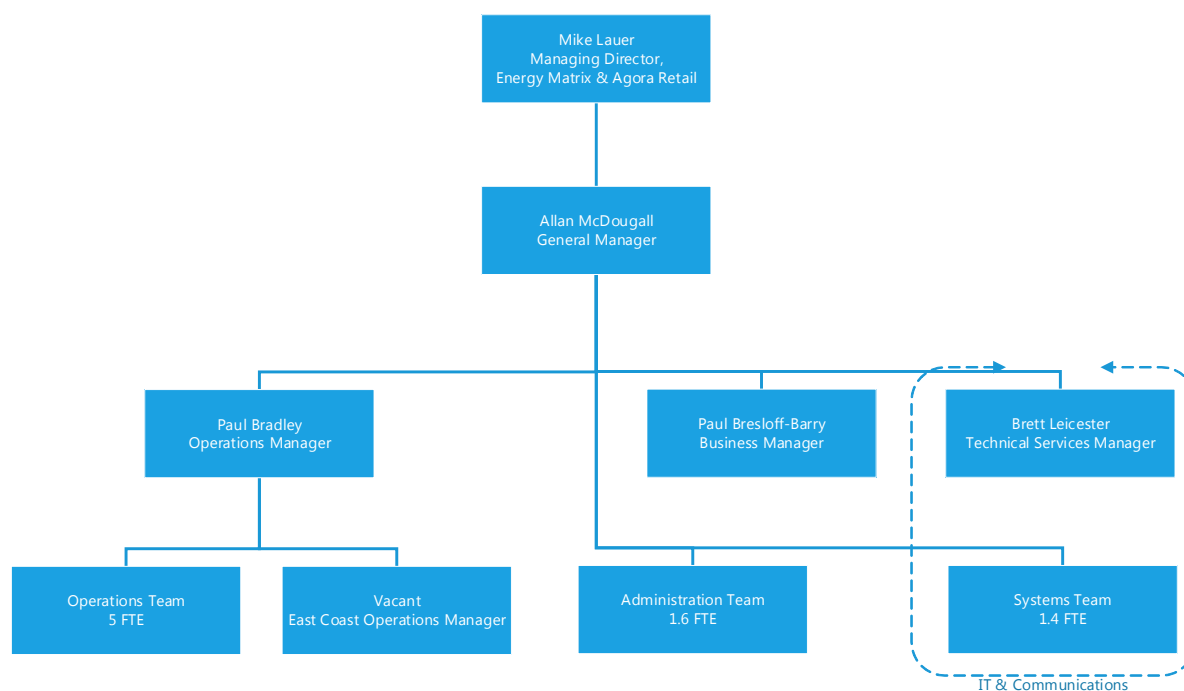 Mike Lauer
Managing Director,
Energy Matrix & Agora Retail
Allan McDougall
General Manager
Paul Bradley
Operations Manager
Paul Bresloff-Barry
Business Manager
Brett Leicester
Technical Services Manager
Operations Team
5 FTE
Vacant
East Coast Operations Manager
Administration Team
1.6 FTE
Systems Team
1.4 FTE
IT & Communications